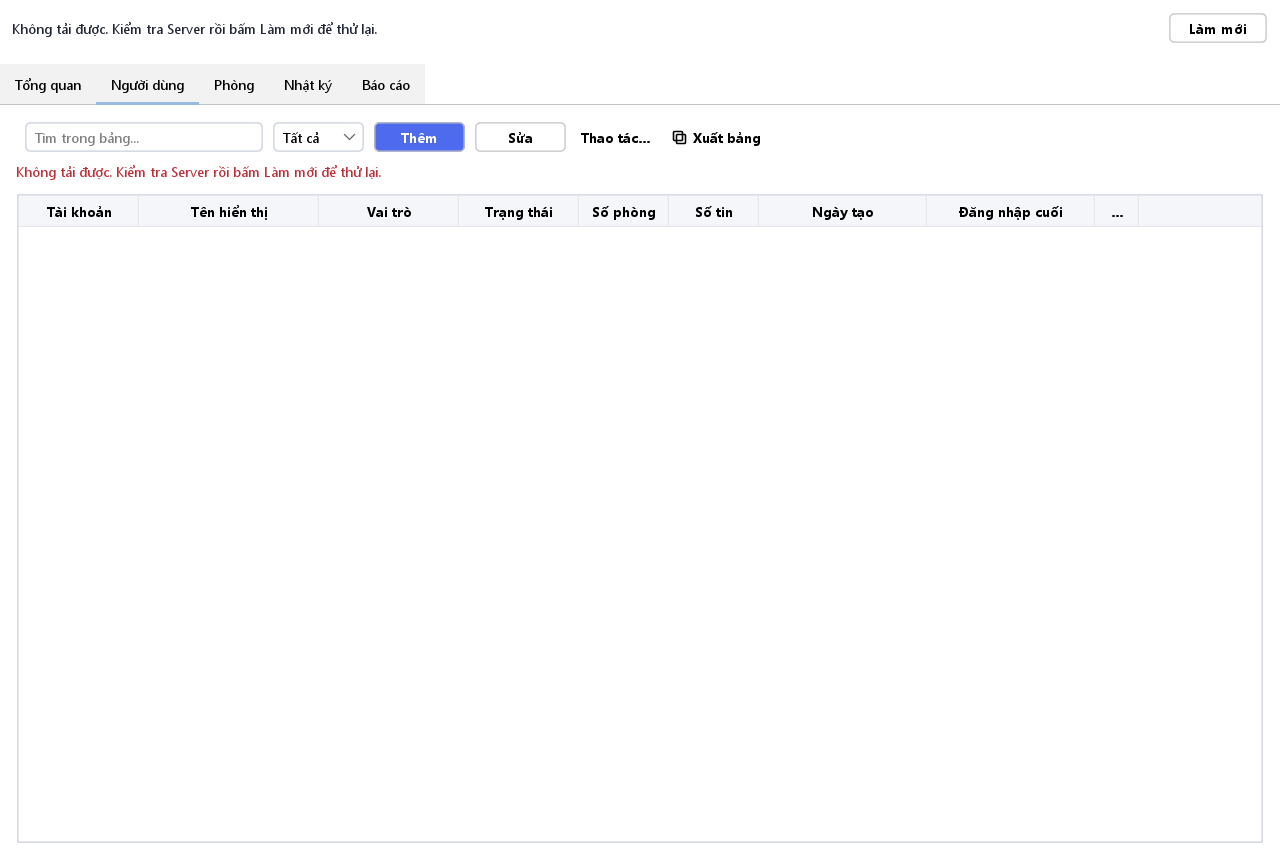 Không tải được. Kiểm tra Server rồi bấm Làm mới để thử lại.
Làm mới
Tổng quan Người dùng Phòng Nhật ký Báo cáo
Tìm trong bảng... Tất cả Thêm Sửa Thao tác... Xuất bảng
Không tải được. Kiểm tra Server rồi bấm Làm mới để thử lại.
Tài khoản Tên hiển thị Vai trò Trạng thái Số phòng Số tin Ngày tạo Đăng nhập cuối ...